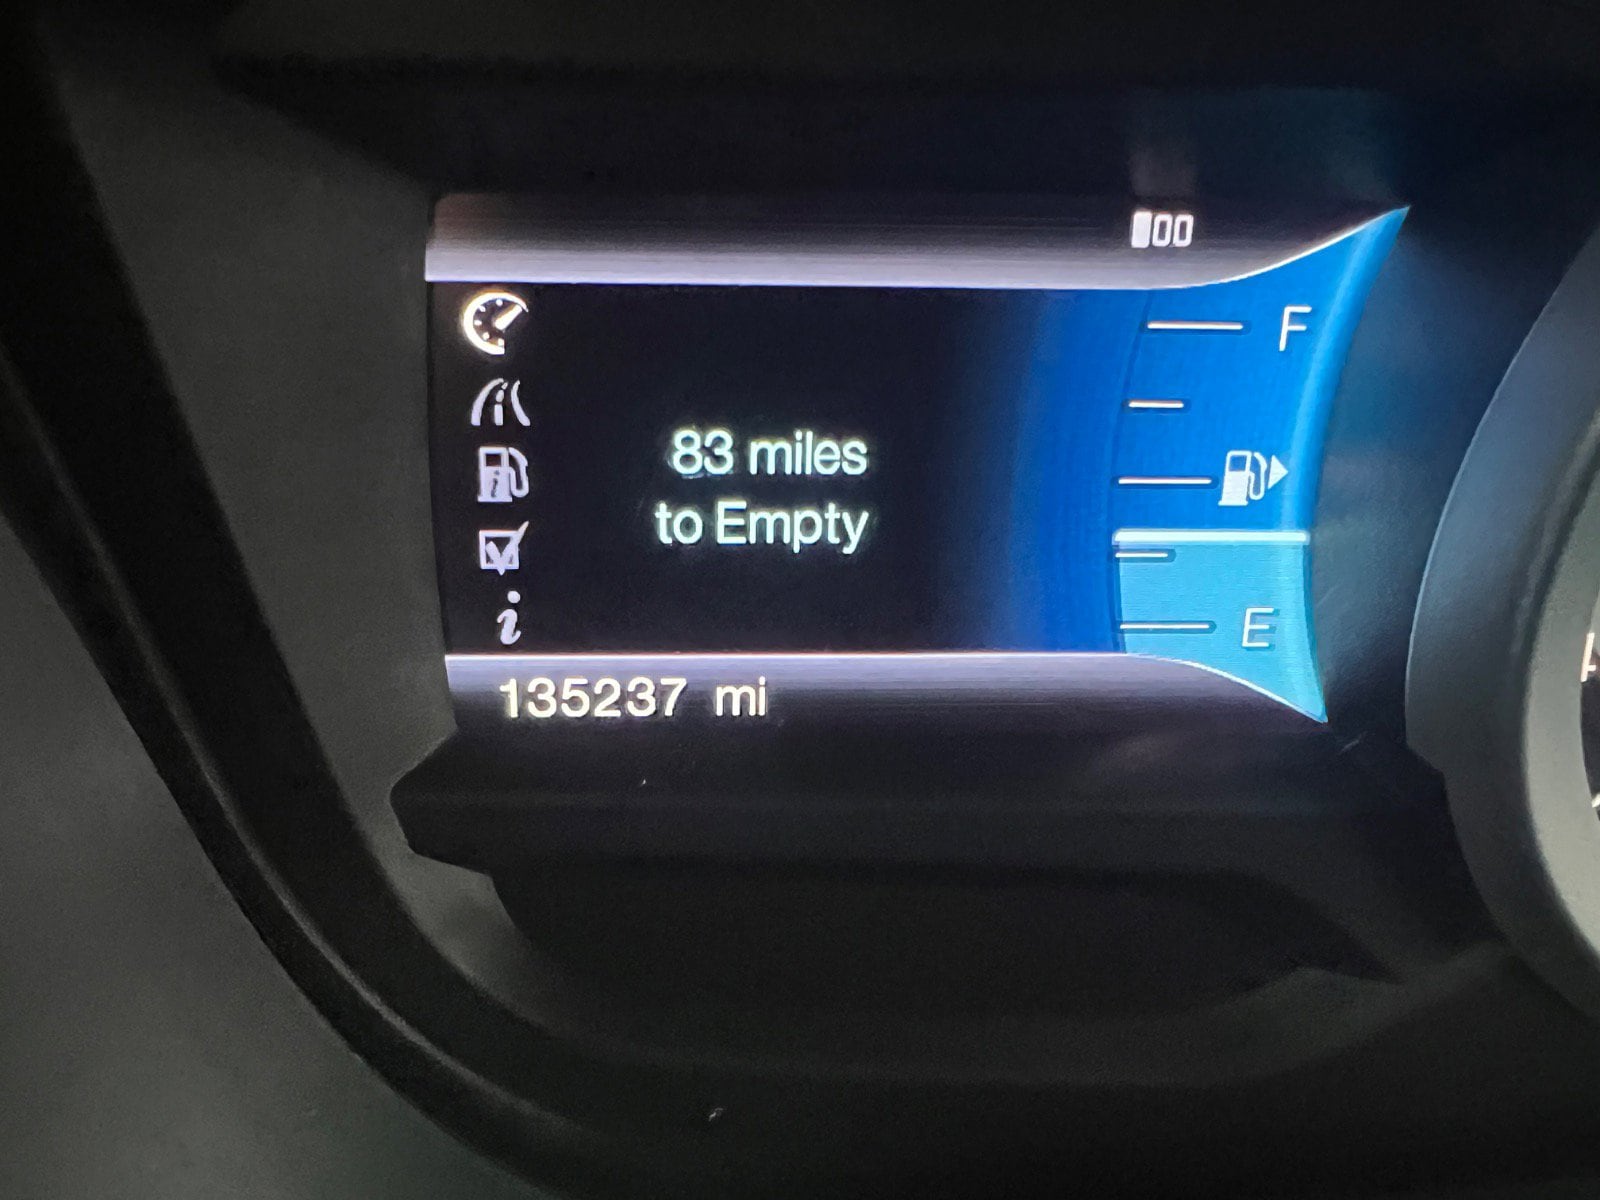 F
83 miles
to Empty
E
135237 mi